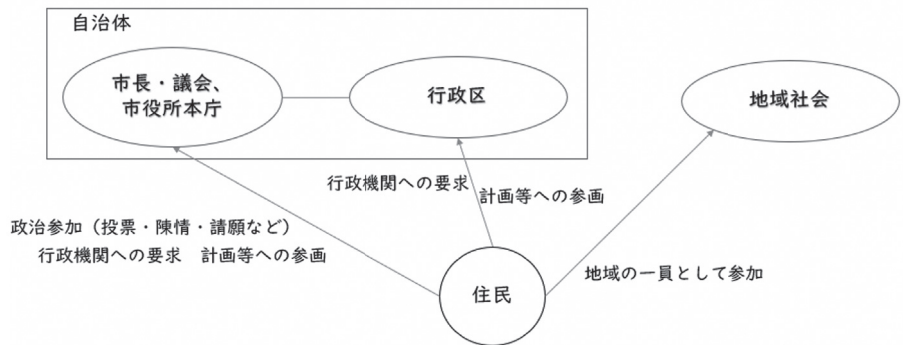 自治体
市長・議会、
市役所本庁
行政区
地域社会
行政機関への要求
計画等への参画
政治参加（投票・陳情・請願など）
行政機関への要求　計画等への参画
地域の一員として参加
住民